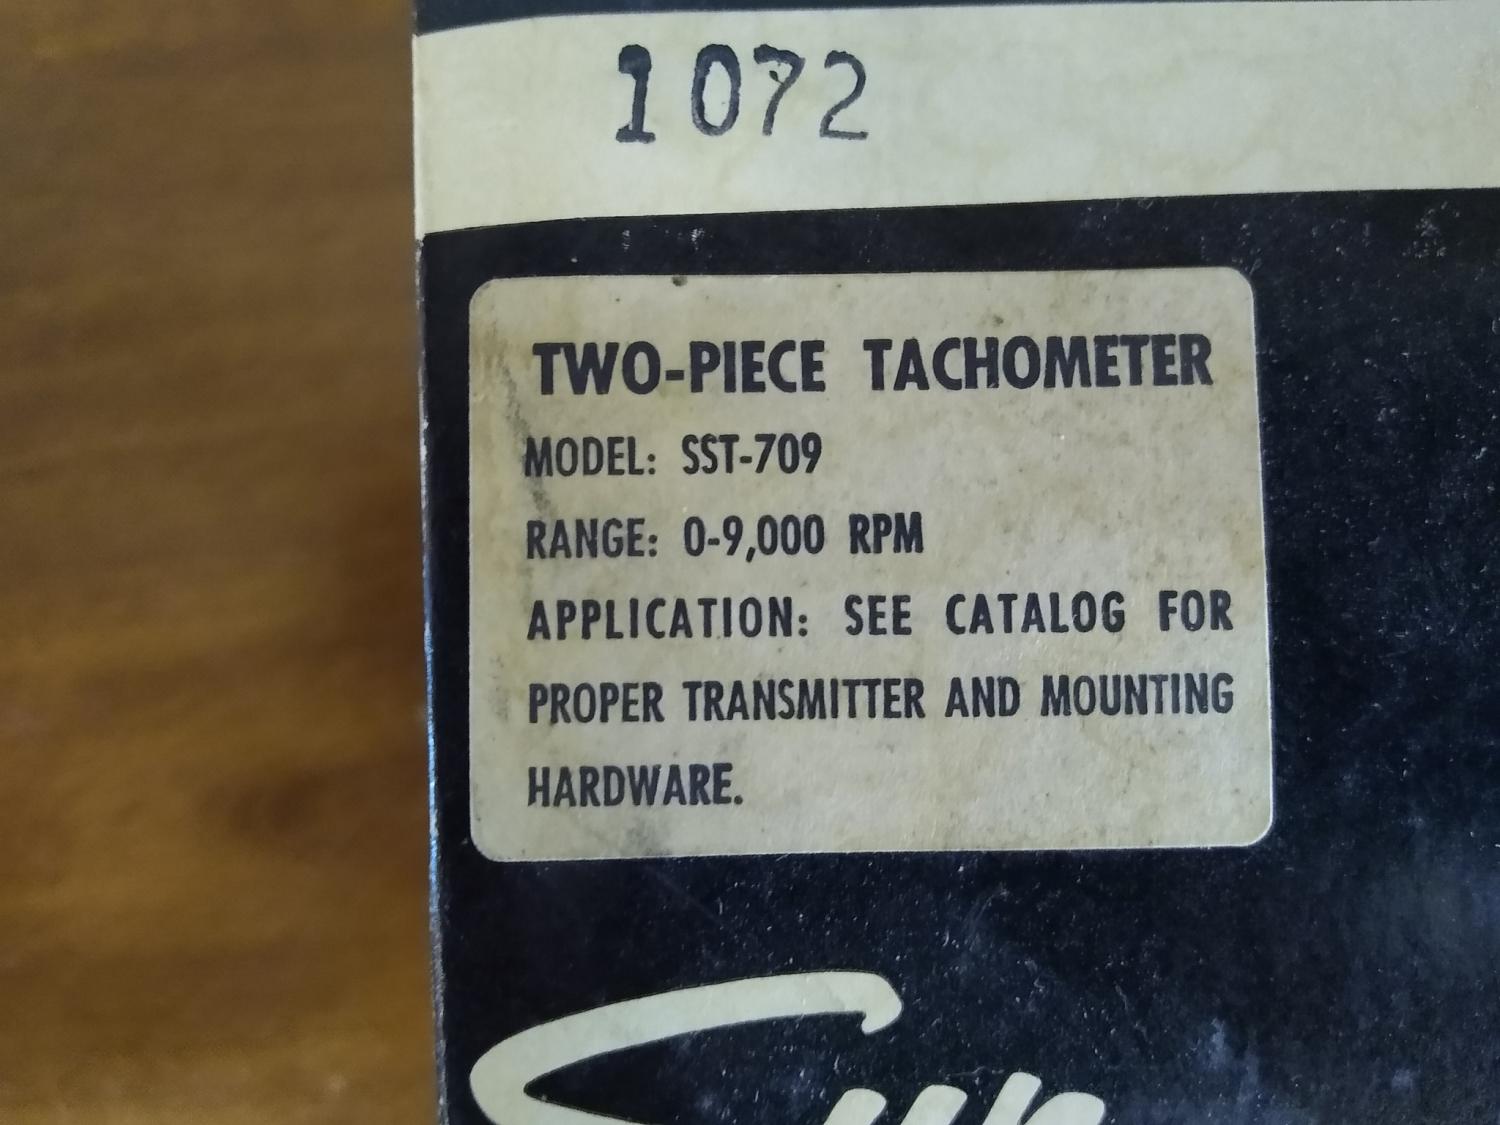 1072
TWO-PIECE TACHOMETER
MODEL: SST-709
RANGE: 0-9,000 RPM
APPLICATION: SEE CATALOG FOR
PROPER TRANSMITTER AND MOUNTING
HARDWARE.
Sun